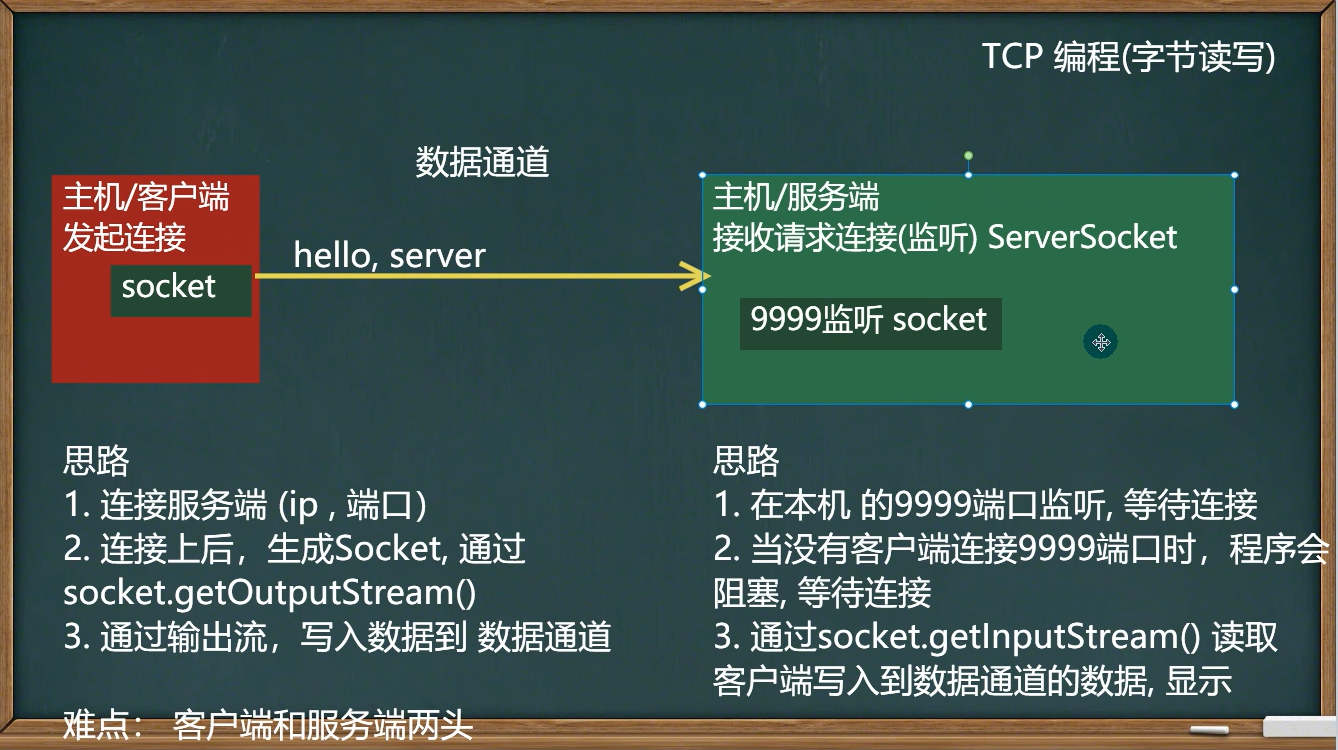 TCP 编程(字节读写)
数据通道
主机/客户端
发起连接
socket
hello, server
主机/服务端
接收请求连接(监听) ServerSocket
9999监听 socket
思路
1. 连接服务端 (ip , 端口)
2. 连接上后，生成Socket, 通过
socket.getOutputStream()
3. 通过输出流，写入数据到 数据通道
难点： 客户端和服务端两头
思路
1. 在本机 的9999端口监听, 等待连接
2. 当没有客户端连接9999端口时，程序会
阻塞, 等待连接
3. 通过socket.getInputStream() 读取
客户端写入到数据通道的数据, 显示